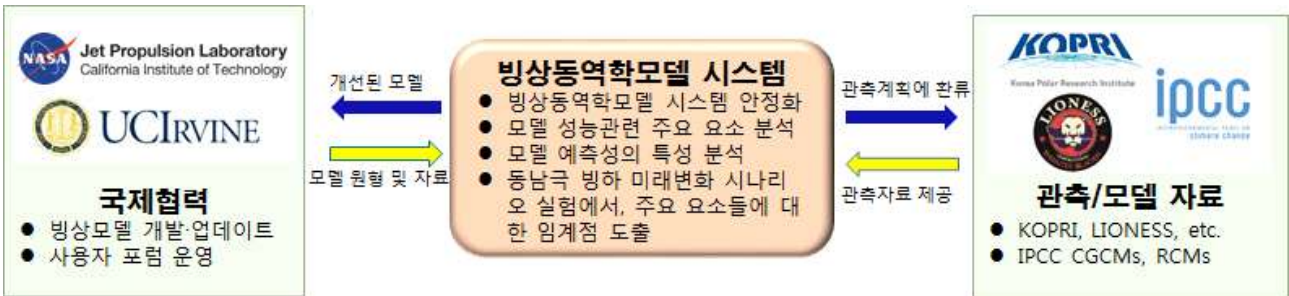 NASA
Jet Propulsion Laboratory
California Institute of Technology
UCIRVINE
국제협력
● 빙상모델 개발·업데이트
● 사용자 포럼 운영
개선된 모델
모델 원형 및 자료
빙상동역학모델 시스템
● 빙상동역학모델 시스템 안정화
● 모델 성능관련 주요 요소 분석
● 모델 예측성의 특성 분석
● 동남극 빙하 미래변화 시나리
오 실험에서, 주요 요소들에 대
한 임계점 도출
관측계획에 환류
관측자료 제공
KOPRI
Korea Polar Research Institute
LIONESS
ipcc
INTERGOVERNMENTAL PANEL ON
climate change
관측/모델 자료
● KOPRI, LIONESS, etc.
● IPCC CGCMs, RCMs